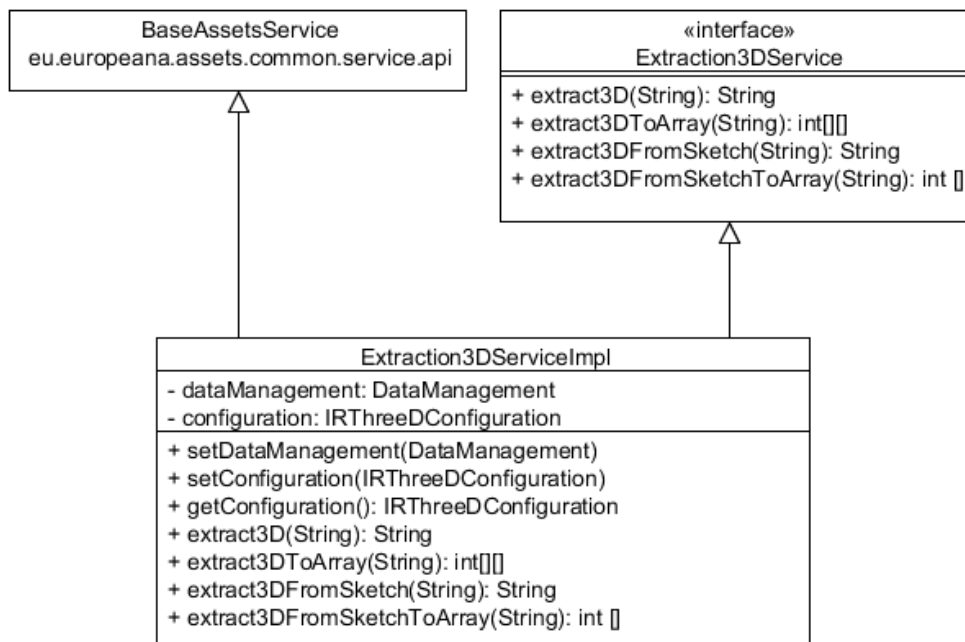 BaseAssetsService
eu.europeana.assets.common.service.api
«interface»
Extraction3DService
+ extract3D(String): String
+ extract3DToArray(String): int[][]
+ extract3DFromSketch(String): String
+ extract3DFromSketchToArray(String): int []
Extraction3DServiceImpl
- dataManagement: DataManagement
- configuration: IRThreeDConfiguration
+ setDataManagement(DataManagement)
+ setConfiguration(IRThreeDConfiguration)
+ getConfiguration(): IRThreeDConfiguration
+ extract3D(String): String
+ extract3DToArray(String): int[][]
+ extract3DFromSketch(String): String
+ extract3DFromSketchToArray(String): int []